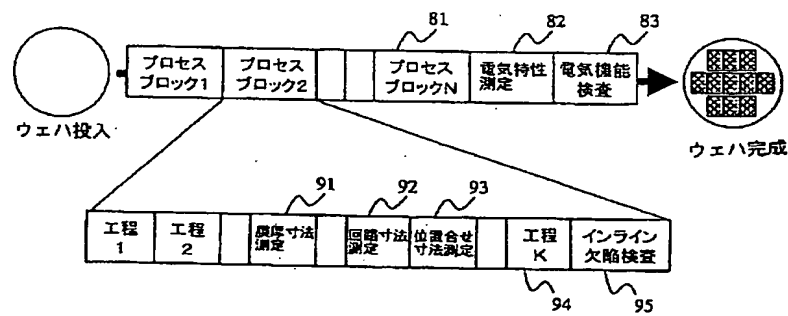 81
82
83
プロセス
ブロック1
プロセス
ブロック2
プロセス
ブロックN
電気特性
測定
電気機能
検査
ウェハ投入
ウェハ完成
91
92
93
工程
1
工程
2
膜厚寸法
測定
回路寸法
測定
位置合せ
寸法測定
工程
K
インライン
欠陥検査
94
95